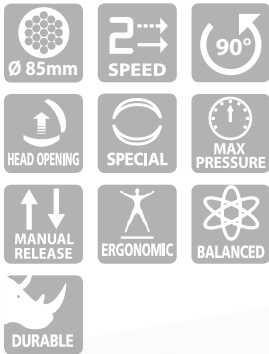 Ø 85mm
2
SPEED
90°
HEAD OPENING
SPECIAL
MAX
PRESSURE
MANUAL
RELEASE
ERGONOMIC
BALANCED
DURABLE